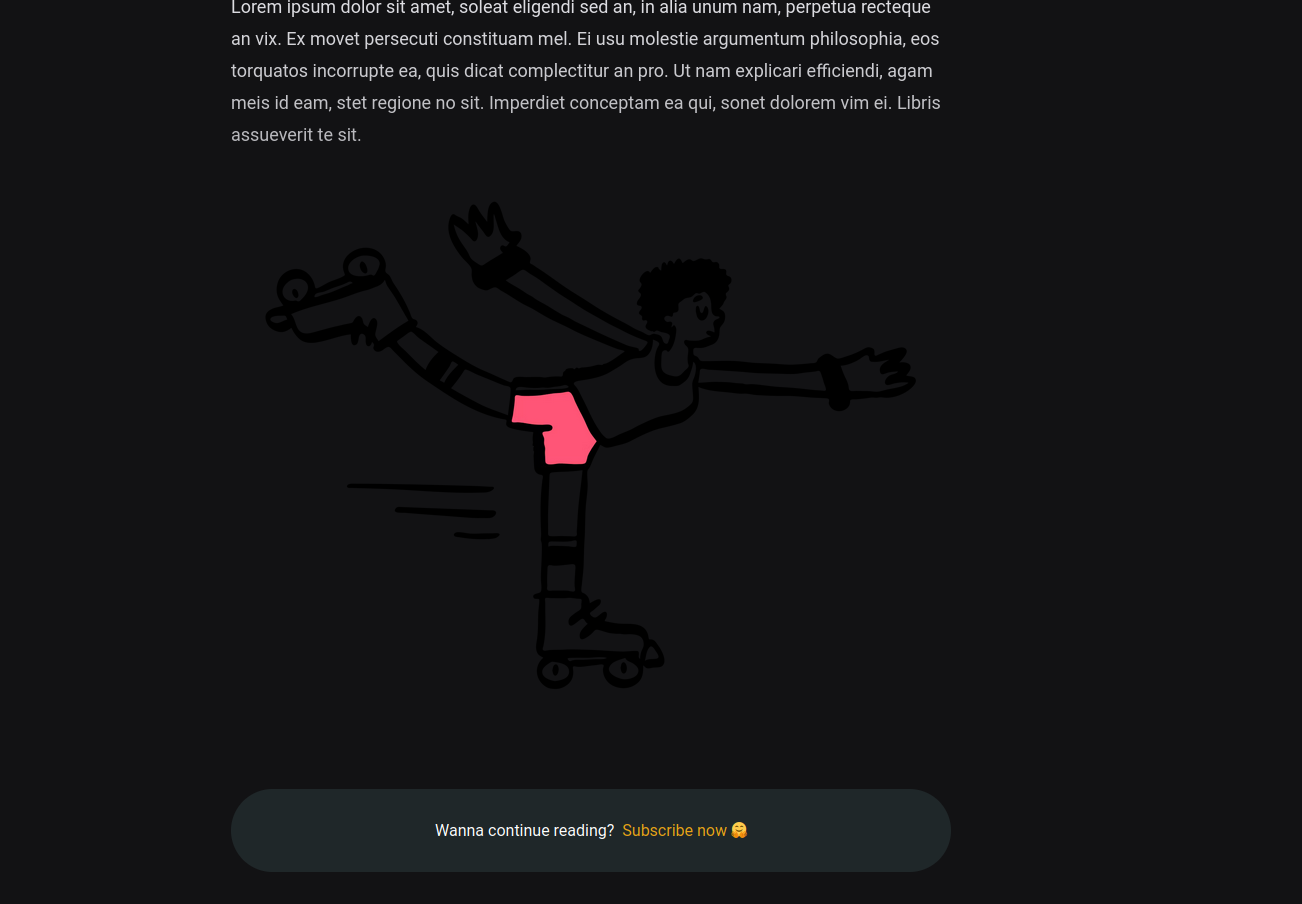 Lorem ipsum dolor sit amet, soleat eligendi sed an, in alia unum nam, perpetua recteque
an vix. Ex movet persecuti constituam mel. Ei usu molestie argumentum philosophia, eos
torquatos incorrupte ea, quis dicat complectitur an pro. Ut nam explicari efficiendi, agam
meis id eam, stet regione no sit. Imperdiet conceptam ea qui, sonet dolorem vim ei. Libris
assueverit te sit.
Wanna continue reading? Subscribe now 🤗